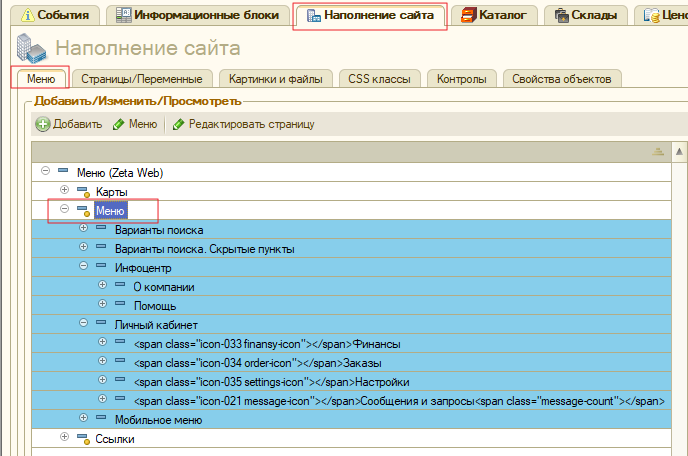 События Информационные блоки Наполнение сайта Каталог Склады
Наполнение сайта
Меню Страницы/Переменные Картинки и файлы CSS классы Контролы Свойства объектов
Добавить/Изменить/Просмотреть
Добавить Меню Редактировать страницу
Меню (Zeta Web)
Карты
Меню
Варианты поиска
Варианты поиска. Скрытые пункты
Инфоцентр
О компании
Помощь
Личный кабинет
<span class="icon-033 finansy-icon"></span>Финансы
<span class="icon-034 order-icon"></span>Заказы
<span class="icon-035 settings-icon"></span>Настройки
<span class="icon-021 message-icon"></span>Сообщения и запросы<span class="message-count"></span>
Мобильное меню
Ссылки